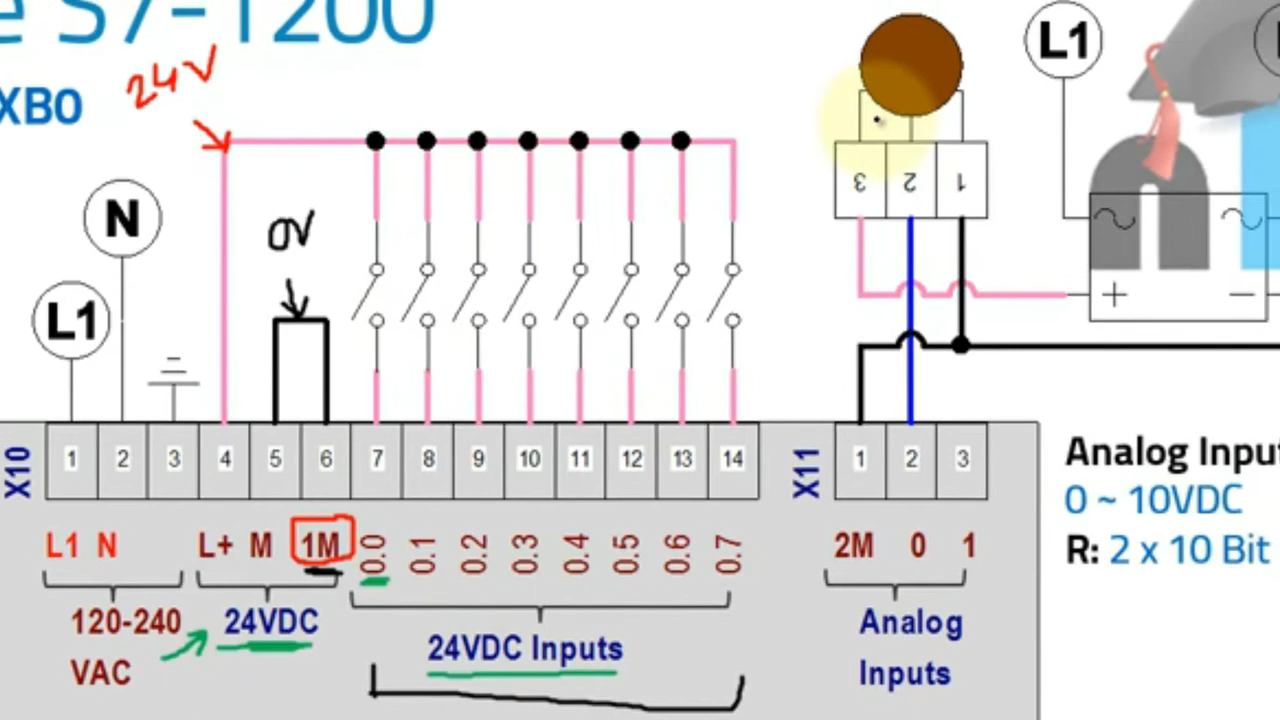 e S7-1200
XB0
24V
N
L1
0V
3 2 1
L1
+ −
X10 1 2 3 4 5 6 7 8 9 10 11 12 13 14
X11 1 2 3
L1 N L+ M 1M 0.0 0.1 0.2 0.3 0.4 0.5 0.6 0.7
2M 0 1
120-240
VAC
24VDC
24VDC Inputs
Analog
Inputs
Analog Inpu
0 ~ 10VDC
R: 2 x 10 Bit